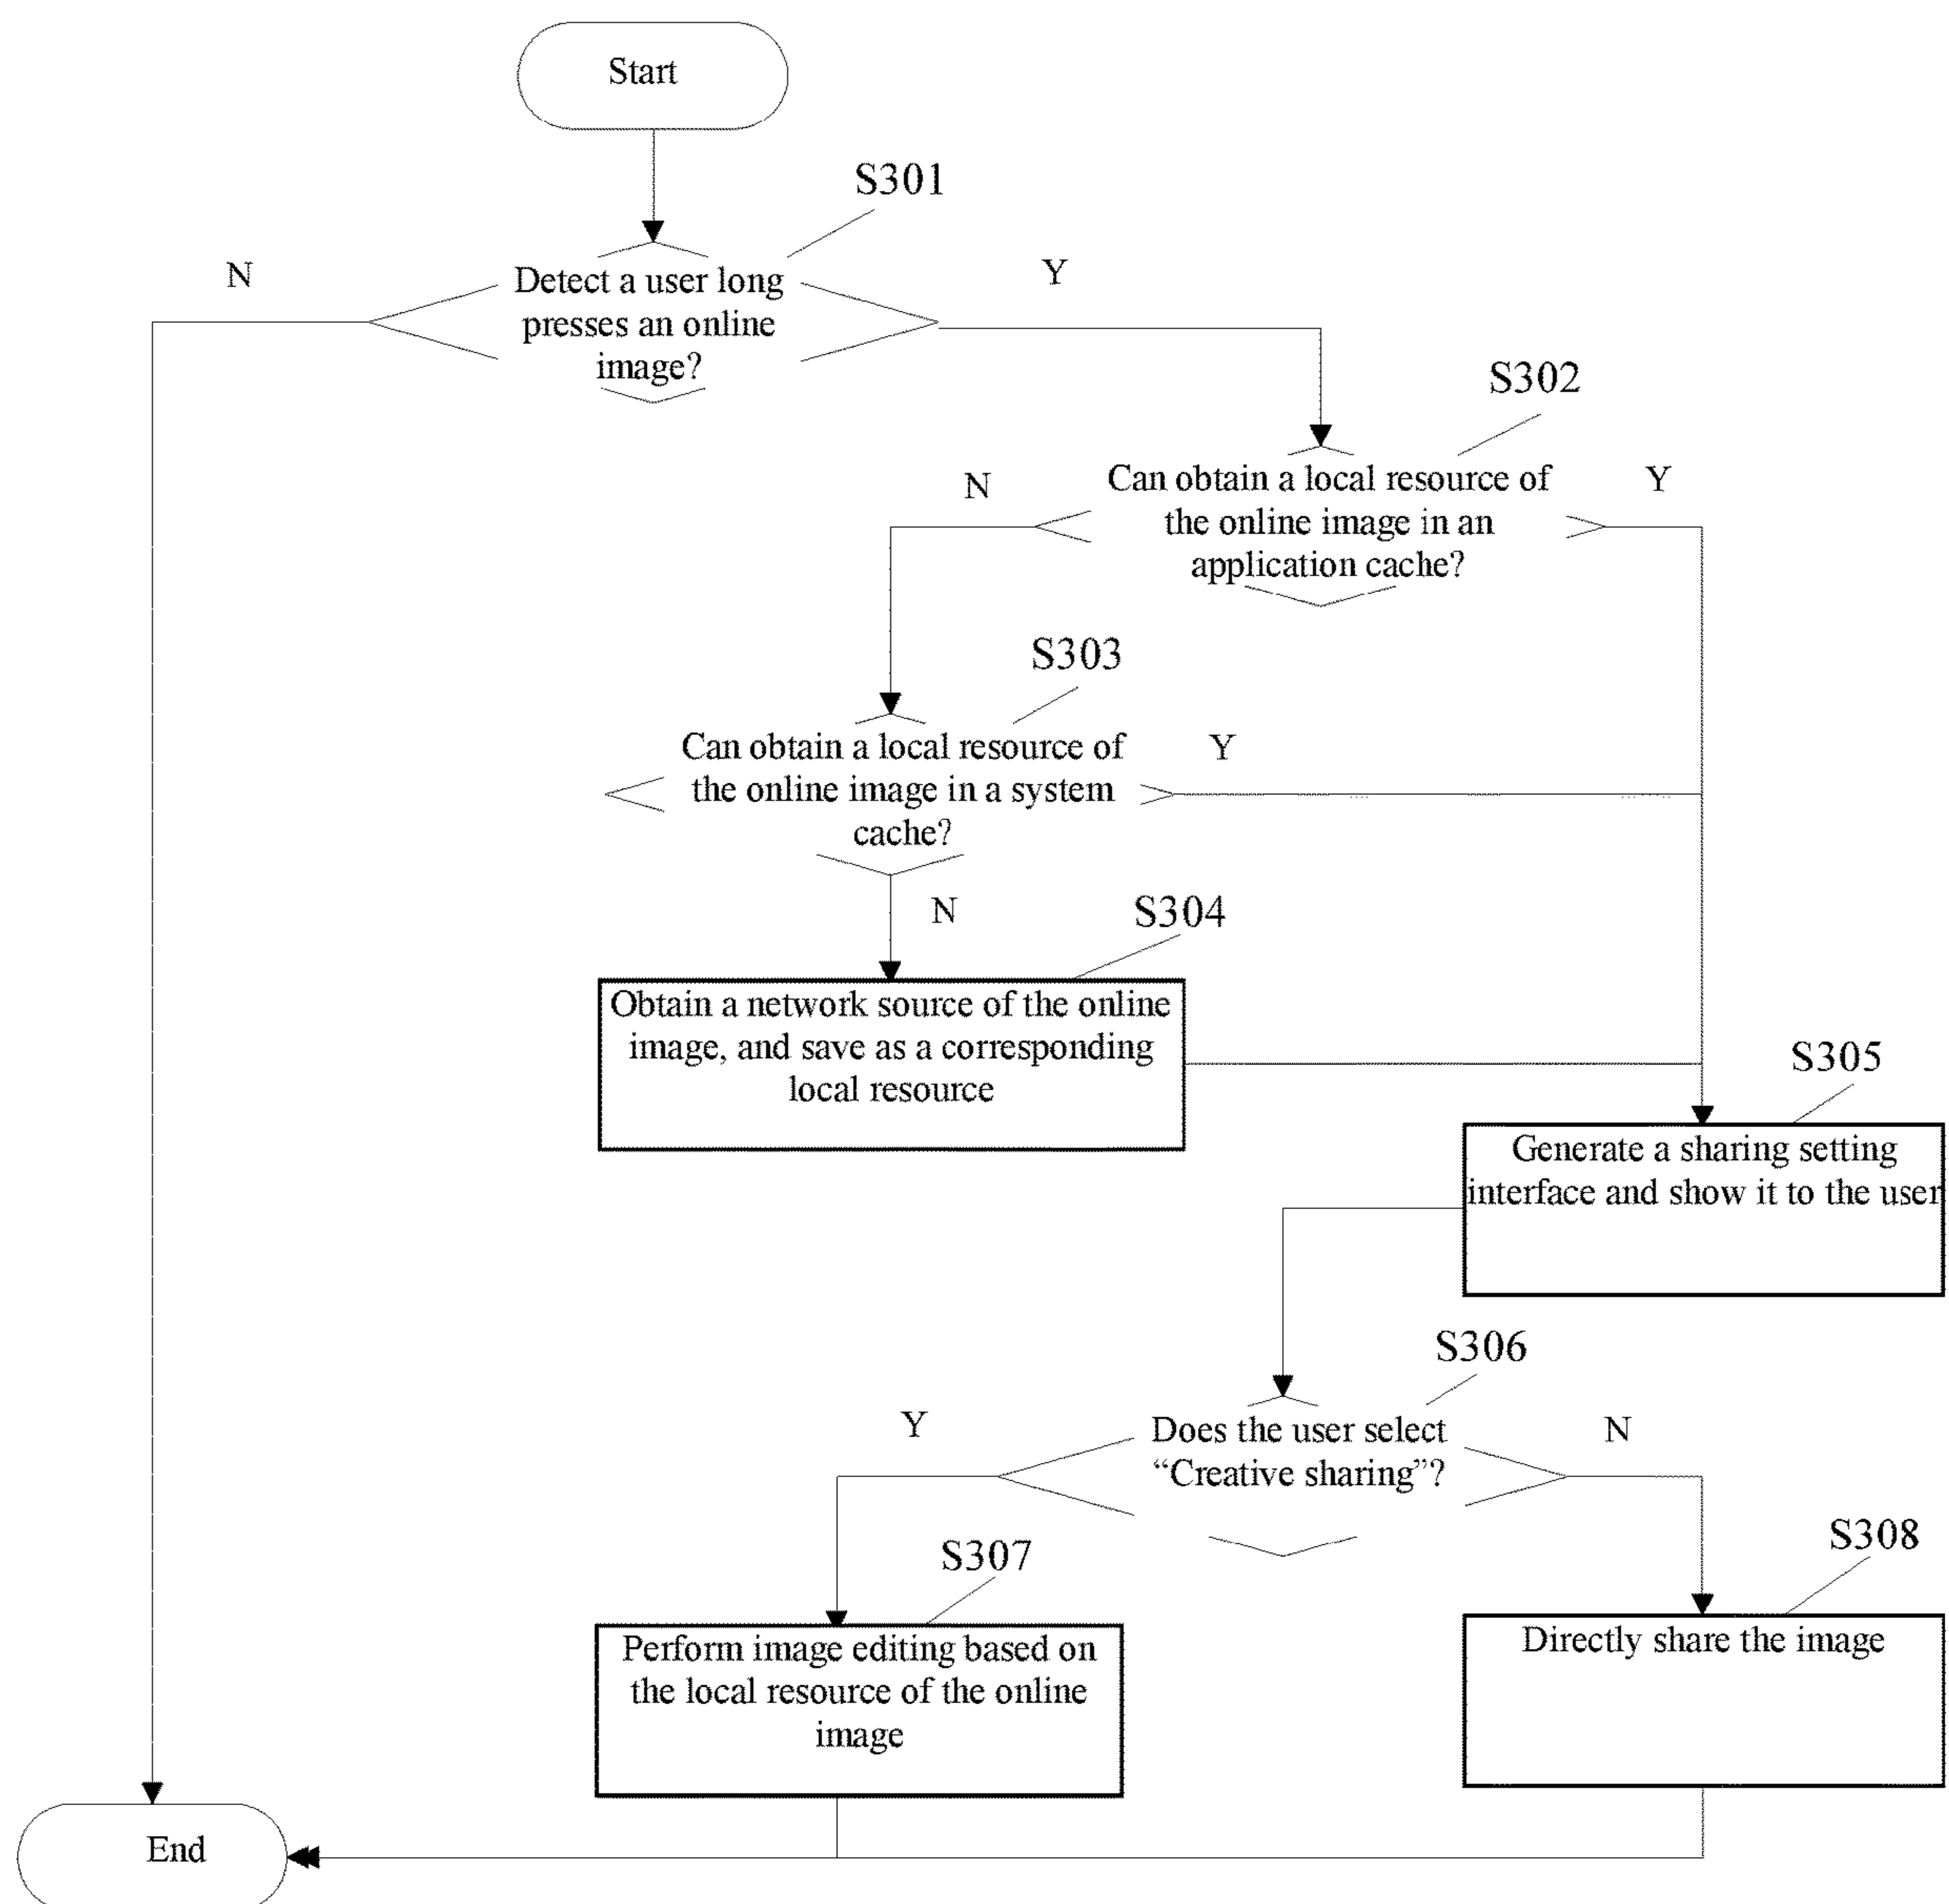 Start
S301
N
Y
Detect a user long
presses an online
image?
S302
N
Y
Can obtain a local resource of
the online image in an
application cache?
S303
Can obtain a local resource of
the online image in a system
cache?
Y
N
S304
Obtain a network source of the online
image, and save as a corresponding
local resource
S305
Generate a sharing setting
interface and show it to the user
S306
Y
Does the user select
“Creative sharing”?
N
S307
S308
Perform image editing based on
the local resource of the online
image
Directly share the image
End